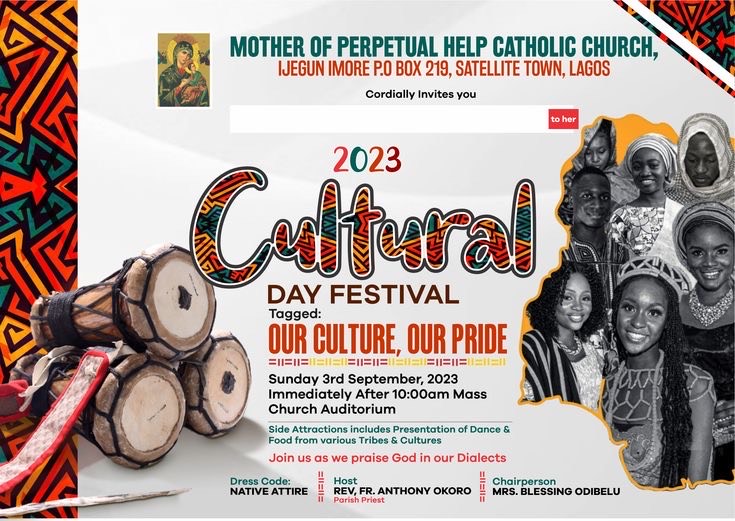 MOTHER OF PERPETUAL HELP CATHOLIC CHURCH,
IJEGUN IMORE P.O BOX 219, SATELLITE TOWN, LAGOS
Cordially Invites you
to her
2023
Cultural
DAY FESTIVAL
Tagged:
OUR CULTURE, OUR PRIDE
Sunday 3rd September, 2023
Immediately After 10:00am Mass
Church Auditorium
Side Attractions includes Presentation of Dance &
Food from various Tribes & Cultures
Join us as we praise God in our Dialects
Dress Code:
NATIVE ATTIRE
Host
REV, FR. ANTHONY OKORO
Parish Priest
Chairperson
MRS. BLESSING ODIBELU